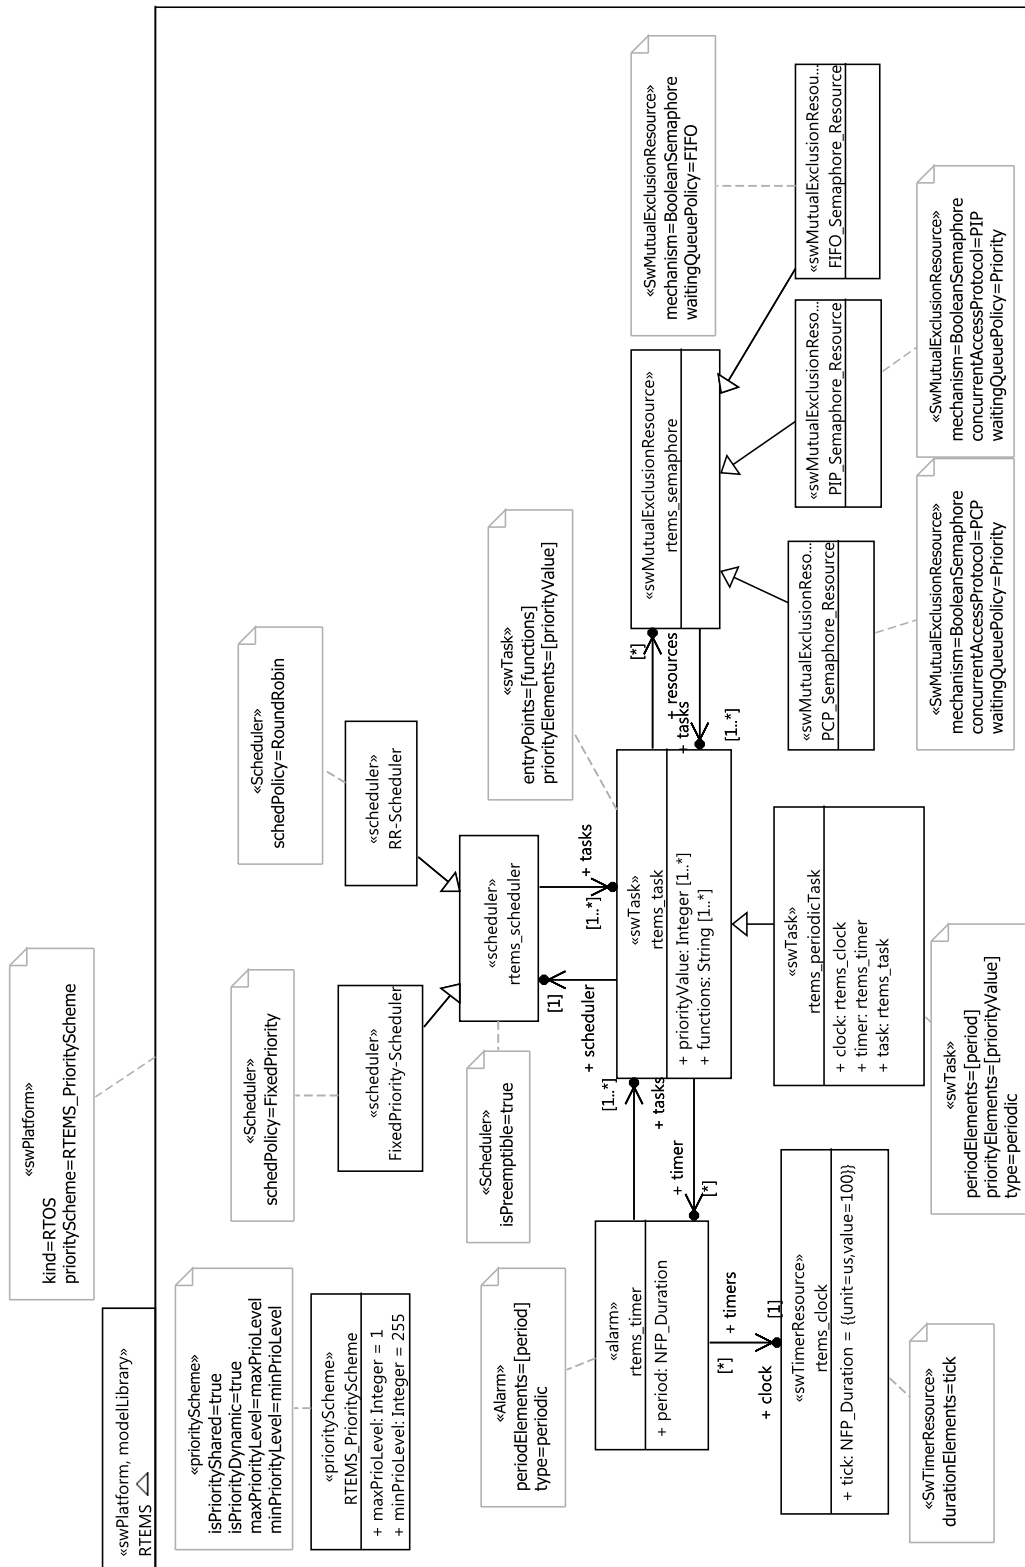 «swPlatform, modelLibrary»
RTEMS
«swPlatform»
kind=RTOS
priorityScheme=RTEMS_PriorityScheme
«priorityScheme»
isPriorityShared=true
isPriorityDynamic=true
maxPriorityLevel=maxPrioLevel
minPriorityLevel=minPrioLevel
«priorityScheme»
RTEMS_PriorityScheme
+ maxPrioLevel: Integer = 1
+ minPrioLevel: Integer = 255
«Scheduler»
schedPolicy=FixedPriority
«Scheduler»
schedPolicy=RoundRobin
«scheduler»
FixedPriority-Scheduler
«scheduler»
RR-Scheduler
«Scheduler»
isPreemptible=true
«scheduler»
rtems_scheduler
[1]
+ scheduler
[1..*]
+ tasks
«swTask»
entryPoints=[functions]
priorityElements=[priorityValue]
«Alarm»
periodElements=[period]
type=periodic
«alarm»
rtems_timer
+ period: NFP_Duration
[1..*]
+ tasks
+ timer
[*]
«swTask»
rtems_task
+ priorityValue: Integer [1..*]
+ functions: String [1..*]
[*]
+ resources
+ tasks
[1..*]
«swMutualExclusionResource»
rtems_semaphore
«SwMutualExclusionResource»
mechanism=BooleanSemaphore
waitingQueuePolicy=FIFO
[*]
+ timers
+ clock
[1]
«swTimerResource»
rtems_clock
+ tick: NFP_Duration = {{unit=us,value=100}}
«SwTimerResource»
durationElements=tick
«swTask»
rtems_periodicTask
+ clock: rtems_clock
+ timer: rtems_timer
+ task: rtems_task
«swTask»
periodElements=[period]
priorityElements=[priorityValue]
type=periodic
«swMutualExclusionReso...
PCP_Semaphore_Resource
«swMutualExclusionReso...
PIP_Semaphore_Resource
«swMutualExclusionResou...
FIFO_Semaphore_Resource
«SwMutualExclusionResource»
mechanism=BooleanSemaphore
concurrentAccessProtocol=PCP
waitingQueuePolicy=Priority
«SwMutualExclusionResource»
mechanism=BooleanSemaphore
concurrentAccessProtocol=PIP
waitingQueuePolicy=Priority